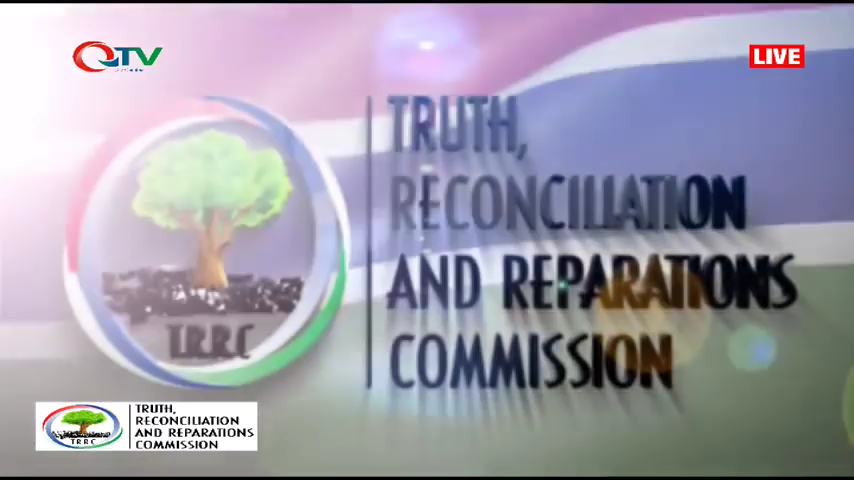 QTV
LIVE
TRUTH,
RECONCILIATION
AND REPARATIONS
COMMISSION
TRRC
TRUTH,
RECONCILIATION
AND REPARATIONS
COMMISSION
TRRC